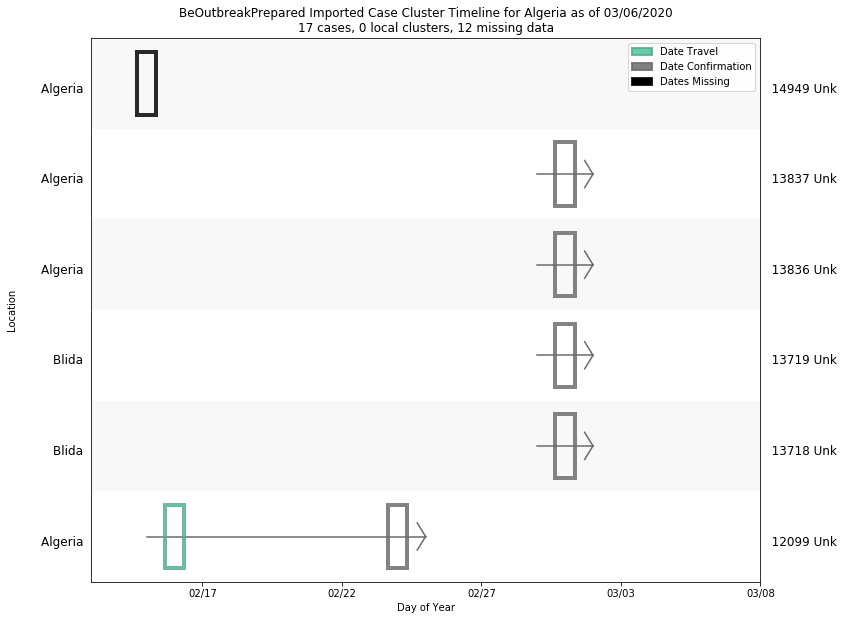 BeOutbreakPrepared Imported Case Cluster Timeline for Algeria as of 03/06/2020
17 cases, 0 local clusters, 12 missing data
Date Travel
Date Confirmation
Dates Missing
Algeria 14949 Unk
Algeria 13837 Unk
Algeria 13836 Unk
Blida 13719 Unk
Blida 13718 Unk
Algeria 12099 Unk
Location
02/17 02/22 02/27 03/03 03/08
Day of Year